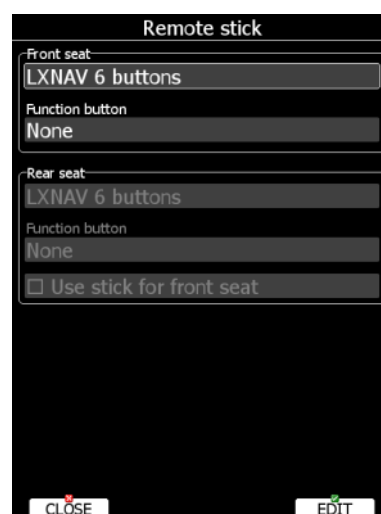 Remote stick
Front seat
LXNAV 6 buttons
Function button
None
Rear seat
LXNAV 6 buttons
Function button
None
Use stick for front seat
CLOSE
EDIT